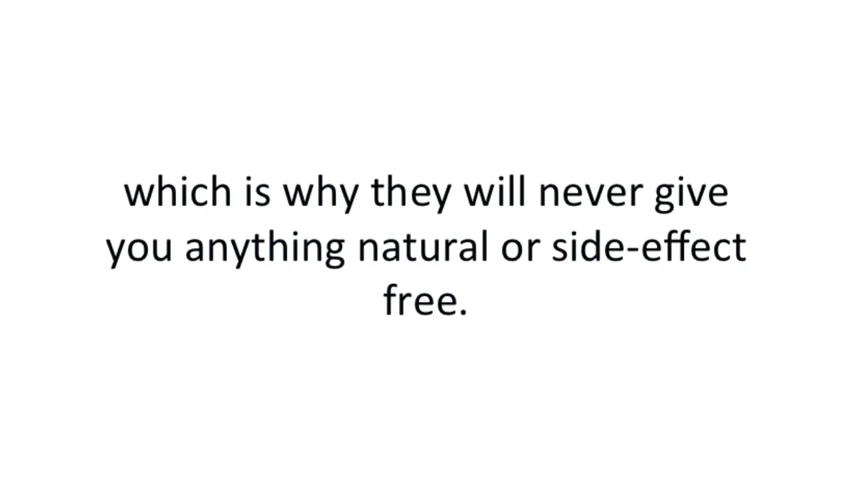 which is why they will never give
you anything natural or side-effect
free.